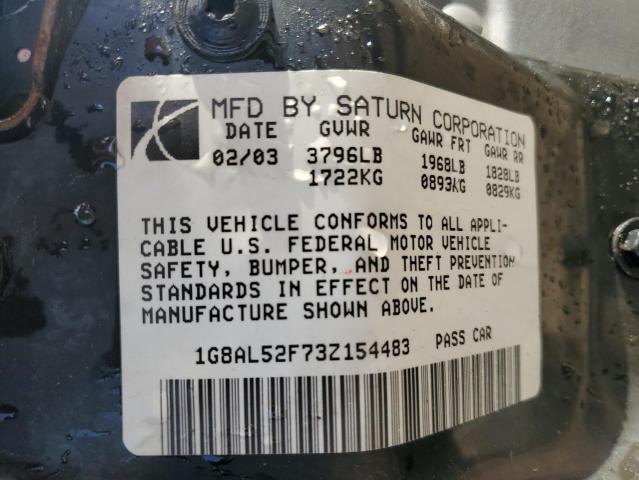 MFD BY SATURN CORPORATION
DATE GVWR GAWR FRT GAWR RR
02/03 3796LB 1968LB 1828LB
1722KG 0893KG 0829KG
THIS VEHICLE CONFORMS TO ALL APPLI-
CABLE U.S. FEDERAL MOTOR VEHICLE
SAFETY, BUMPER, AND THEFT PREVENTION
STANDARDS IN EFFECT ON THE DATE OF
MANUFACTURE SHOWN ABOVE.
1G8AL52F73Z154483 PASS CAR